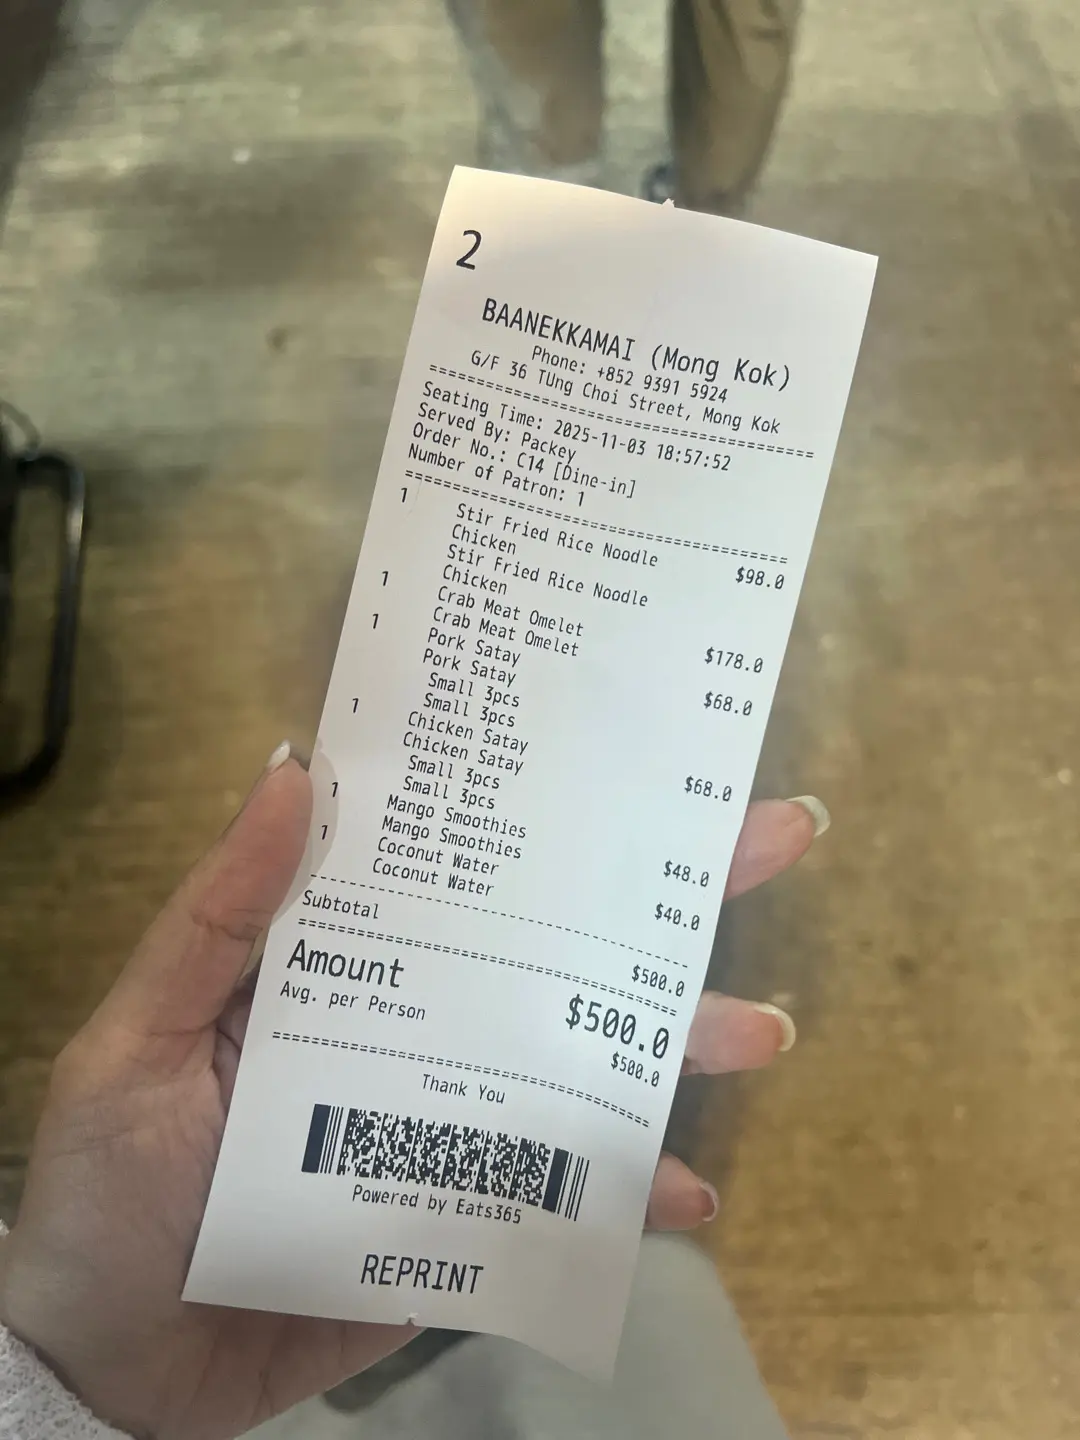 2
BAANEKKAMAI (Mong Kok)
Phone: +852 9391 5924
G/F 36 TUng Choi Street, Mong Kok
Seating Time: 2025-11-03 18:57:52
Served By: Packey
Order No.: C14 [Dine-in]
Number of Patron: 1
1 Stir Fried Rice Noodle $98.0
Chicken
Stir Fried Rice Noodle
Chicken
1 Crab Meat Omelet $178.0
Crab Meat Omelet
1 Pork Satay $68.0
Pork Satay
Small 3pcs
Small 3pcs
1 Chicken Satay $68.0
Chicken Satay
Small 3pcs
Small 3pcs
1 Mango Smoothies $48.0
Mango Smoothies
1 Coconut Water $40.0
Coconut Water
Subtotal $500.0
Amount $500.0
Avg. per Person $500.0
Thank You
Powered by Eats365
REPRINT